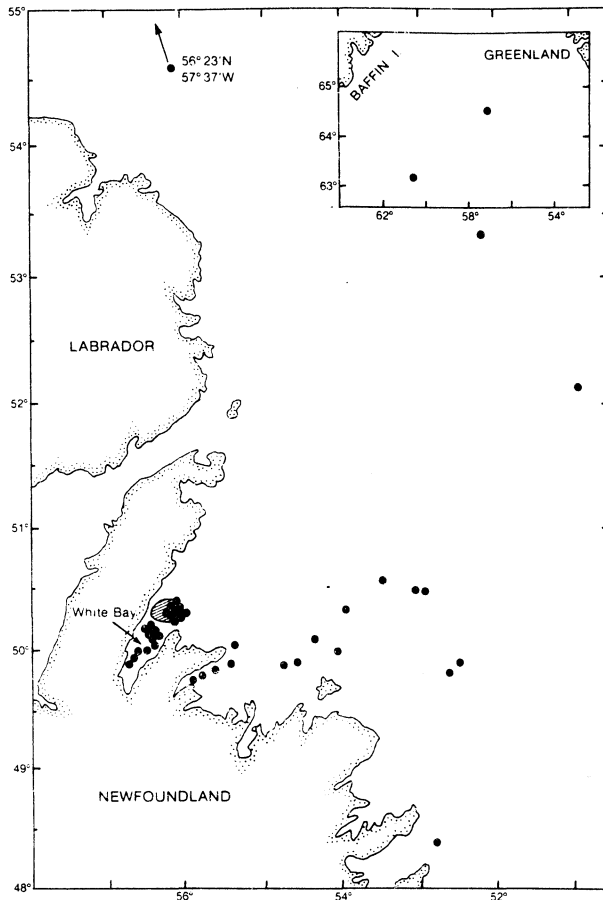 55°
56° 23'N
57° 37'W
GREENLAND
BAFFIN I.
65°
64°
63°
62°
58°
54°
54°
53°
LABRADOR
52°
51°
White Bay
50°
49°
NEWFOUNDLAND
48°
56°
54°
52°